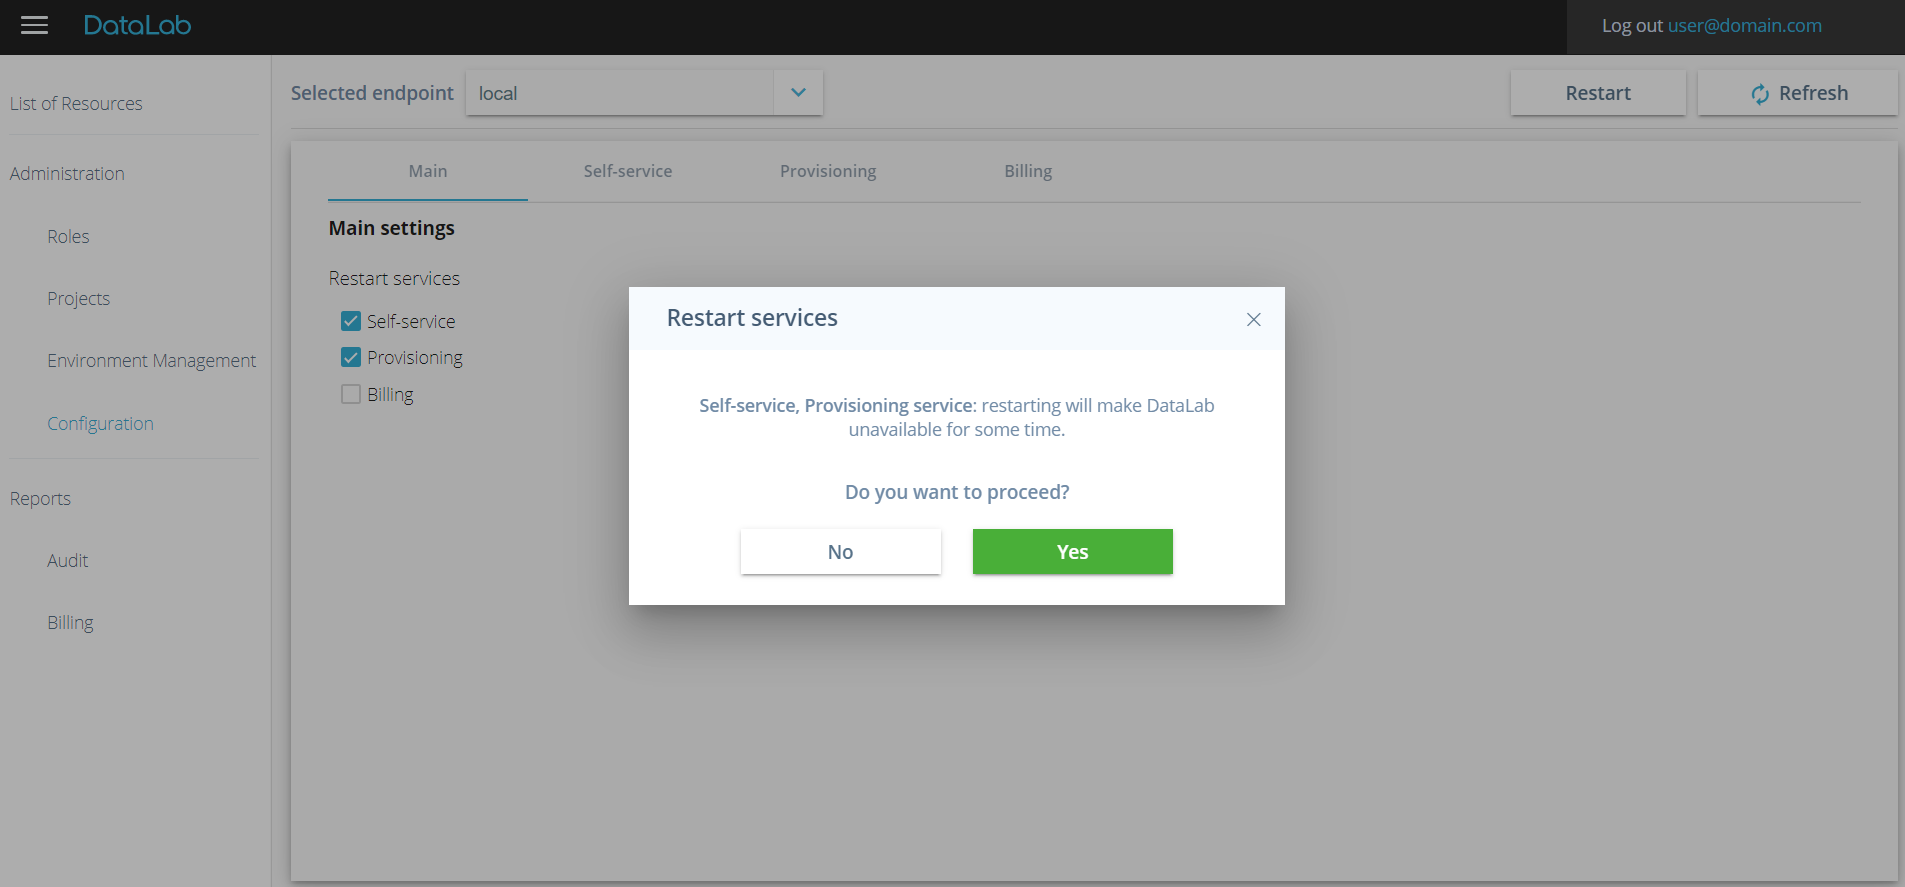 DataLab
Log out user@domain.com
List of Resources
Administration
Roles
Projects
Environment Management
Configuration
Reports
Audit
Billing
Selected endpoint local
Restart
Refresh
Main Self-service Provisioning Billing
Main settings
Restart services
Self-service
Provisioning
Billing
Restart services
Self-service, Provisioning service: restarting will make DataLab
unavailable for some time.
Do you want to proceed?
No Yes